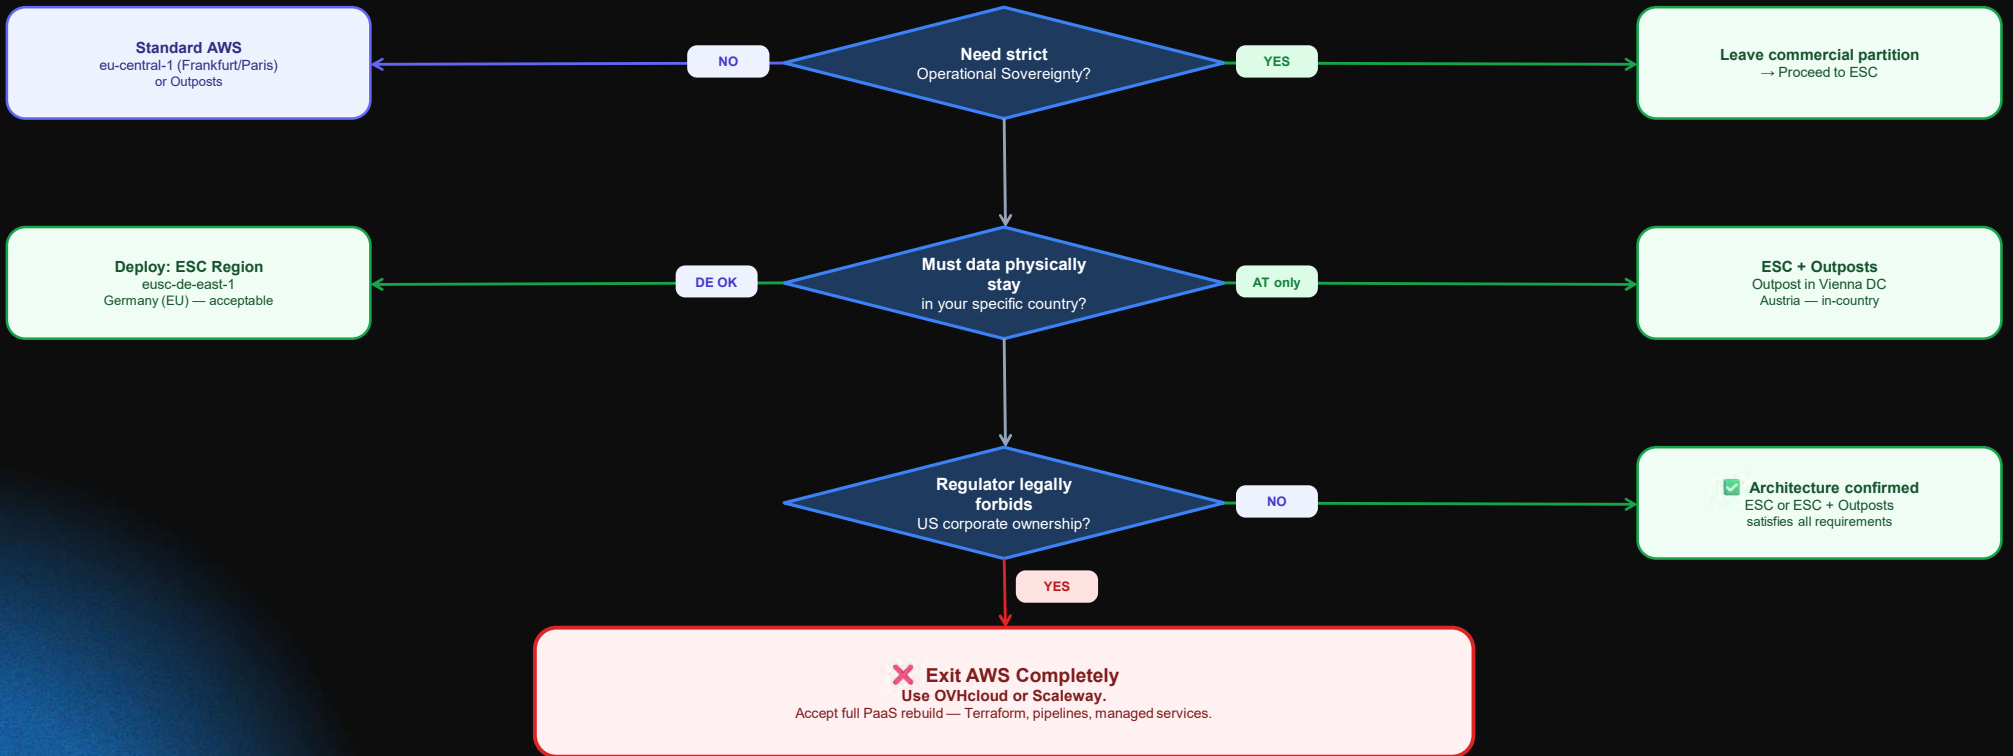 Standard AWS
eu-central-1 (Frankfurt/Paris)
or Outposts
NO
Need strict
Operational Sovereignty?
YES
Leave commercial partition
→ Proceed to ESC
Deploy: ESC Region
eusc-de-east-1
Germany (EU) — acceptable
DE OK
Must data physically
stay
in your specific country?
AT only
ESC + Outposts
Outpost in Vienna DC
Austria — in-country
Regulator legally
forbids
US corporate ownership?
NO
✅ Architecture confirmed
ESC or ESC + Outposts
satisfies all requirements
YES
❌ Exit AWS Completely
Use OVHcloud or Scaleway.
Accept full PaaS rebuild — Terraform, pipelines, managed services.